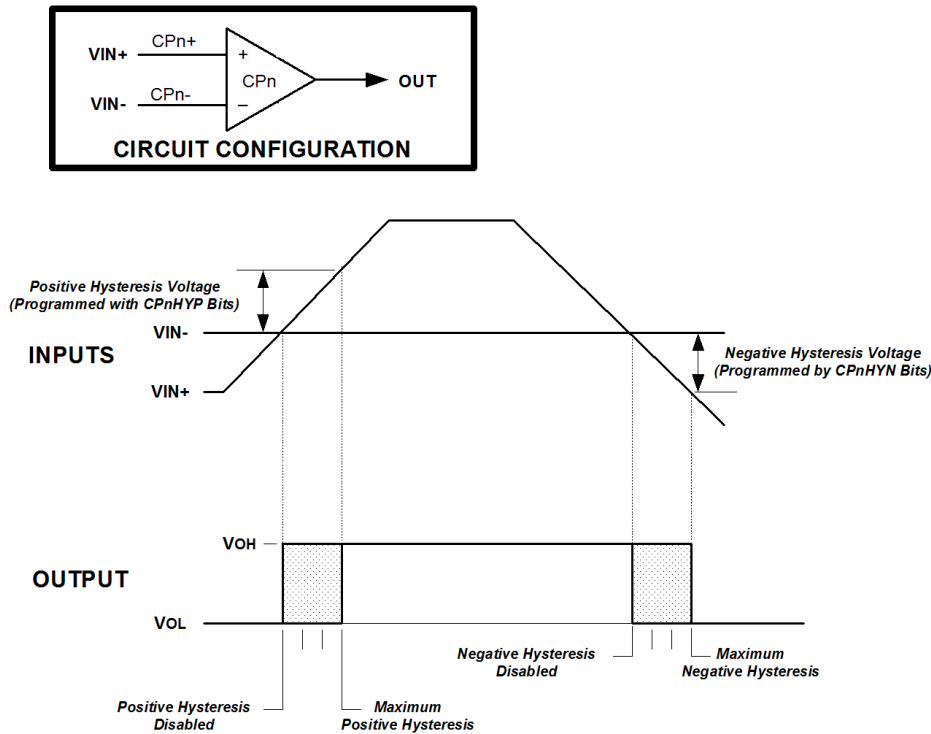 VIN+
CPn+
+
CPn
OUT
VIN-
CPn-
–
CIRCUIT CONFIGURATION
Positive Hysteresis Voltage
(Programmed with CPnHYP Bits)
VIN-
INPUTS
VIN+
Negative Hysteresis Voltage
(Programmed by CPnHYN Bits)
VOH
OUTPUT
VOL
Negative Hysteresis
Disabled
Maximum
Negative Hysteresis
Positive Hysteresis
Disabled
Maximum
Positive Hysteresis